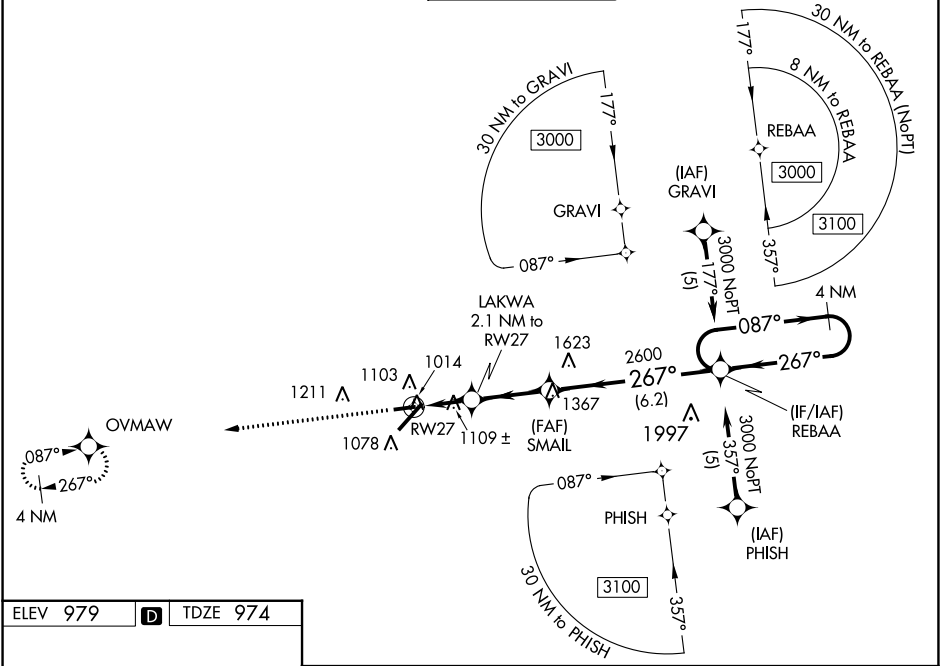 30 NM to REBAA (NoPT)
177°
8 NM to REBAA
REBAA
3000
3100
357°
30 NM to GRAVI
177°
3000
GRAVI
087°
(IAF)
GRAVI
3000 NoPT
177°
(5)
4 NM
087°
267°
LAKWA
2.1 NM to
RW27
1623
2600
267°
(6.2)
1014
1103
1211
1367
(IF/IAF)
REBAA
OVMAW
RW27
(FAF)
SMAIL
1997
1078
1109 ±
087°
267°
4 NM
3000 NoPT
357°
(5)
087°
PHISH
(IAF)
PHISH
3100
357°
30 NM to PHISH
ELEV 979 D TDZE 974